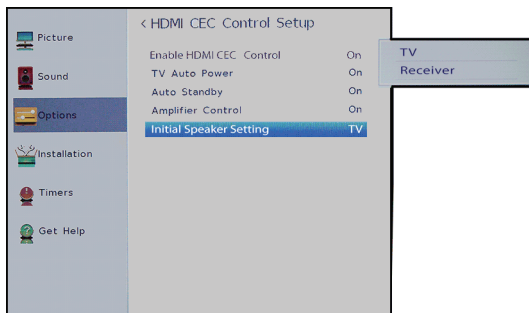 Picture
Sound
Options
Installation
Timers
Get Help
< HDMI CEC Control Setup
Enable HDMI CEC Control On
TV Auto Power On
Auto Standby On
Amplifier Control On
Initial Speaker Setting TV
TV
Receiver